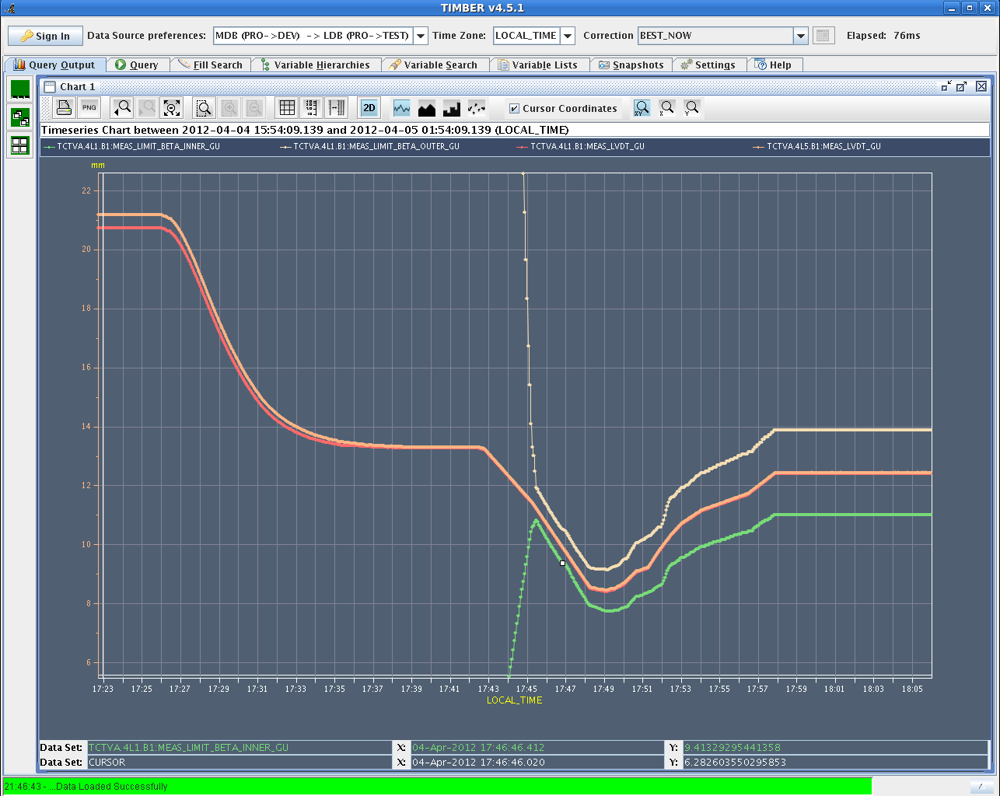 TIMBER v4.5.1
Sign In Data Source preferences: MDB (PRO->DEV) -> LDB (PRO->TEST) Time Zone: LOCAL_TIME Correction BEST_NOW Elapsed: 76ms
Query Output Query Fill Search Variable Hierarchies Variable Search Variable Lists Snapshots Settings Help
Chart 1
PNG 2D Cursor Coordinates XY X Y
Timeseries Chart between 2012-04-04 15:54:09.139 and 2012-04-05 01:54:09.139 (LOCAL_TIME)
TCTVA.4L1.B1:MEAS_LIMIT_BETA_INNER_GU TCTVA.4L1.B1:MEAS_LIMIT_BETA_OUTER_GU TCTVA.4L1.B1:MEAS_LVDT_GU TCTVA.4L5.B1:MEAS_LVDT_GU
mm
22
20
18
16
14
12
10
8
6
17:23 17:25 17:27 17:29 17:31 17:33 17:35 17:37 17:39 17:41 17:43 17:45 17:47 17:49 17:51 17:53 17:55 17:57 17:59 18:01 18:03 18:05
LOCAL_TIME
Data Set: TCTVA.4L1.B1:MEAS_LIMIT_BETA_INNER_GU X: 04-Apr-2012 17:46:46.412 Y: 9.41329295441358
Data Set: CURSOR X: 04-Apr-2012 17:46:46.020 Y: 6.282603550295853
21:46:43 - ...Data Loaded Successfully